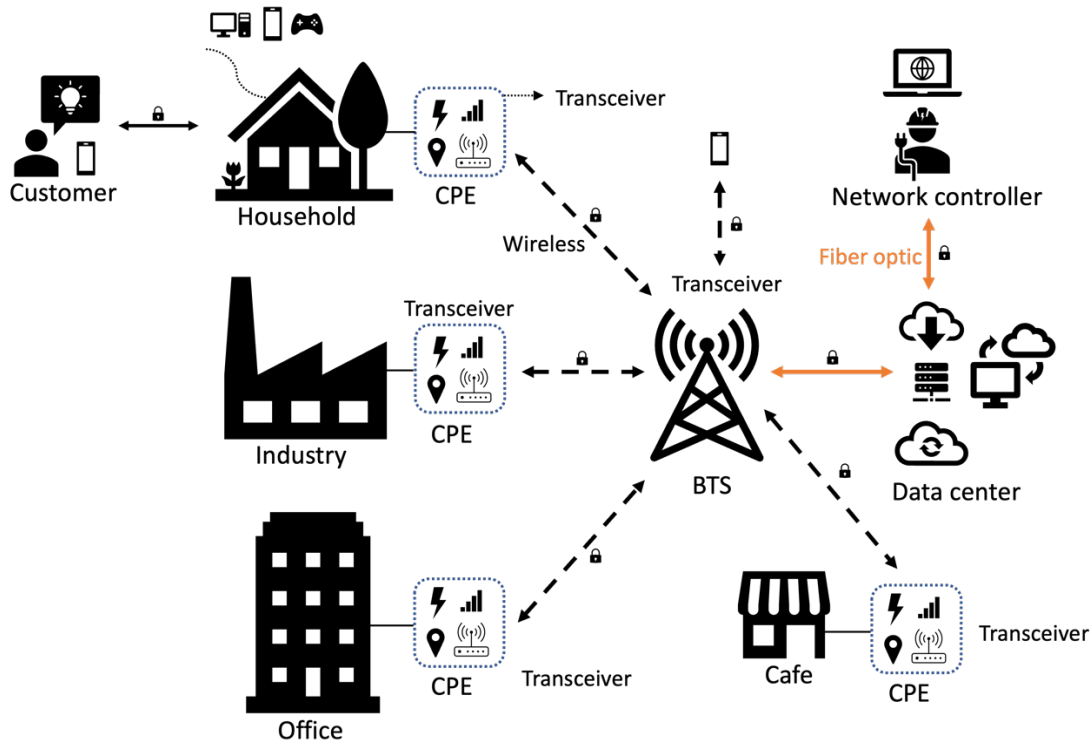 Transceiver
Customer
Household
CPE
Network controller
Wireless
Fiber optic
Transceiver
Transceiver
CPE
Industry
BTS
Data center
Transceiver
CPE
Office
Cafe
Transceiver
CPE